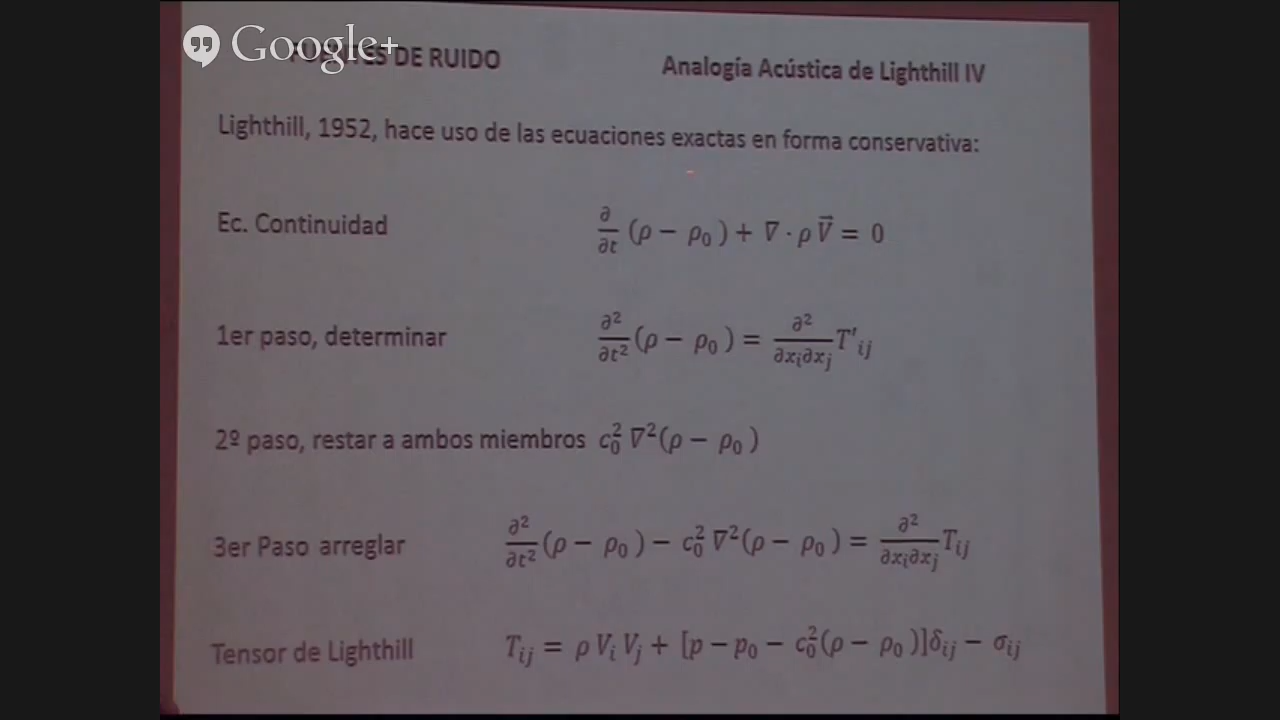 Google+
FUENTES DE RUIDO
Analogía Acústica de Lighthill IV
Lighthill, 1952, hace uso de las ecuaciones exactas en forma conservativa:
Ec. Continuidad ∂/∂t (ρ − ρ₀) + ∇ · ρV⃗ = 0
1er paso, determinar ∂²/∂t² (ρ − ρ₀) = ∂²/∂xᵢ∂xⱼ T′ᵢⱼ
2º paso, restar a ambos miembros c₀² ∇²(ρ − ρ₀)
3er Paso arreglar ∂²/∂t² (ρ − ρ₀) − c₀² ∇²(ρ − ρ₀) = ∂²/∂xᵢ∂xⱼ Tᵢⱼ
Tensor de Lighthill Tᵢⱼ = ρ Vᵢ Vⱼ + [p − p₀ − c₀²(ρ − ρ₀)]δᵢⱼ − σᵢⱼ